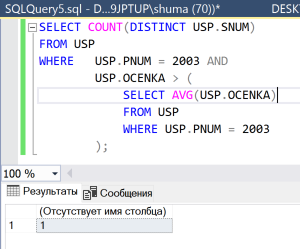 SQLQuery5.sql - D...9JPTUP\shuma (70))*
DESK
SELECT COUNT(DISTINCT USP.SNUM)
FROM USP
WHERE USP.PNUM = 2003 AND
USP.OCENKA > (
SELECT AVG(USP.OCENKA)
FROM USP
WHERE USP.PNUM = 2003
);
100 %
Результаты Сообщения
(Отсутствует имя столбца)
1 1